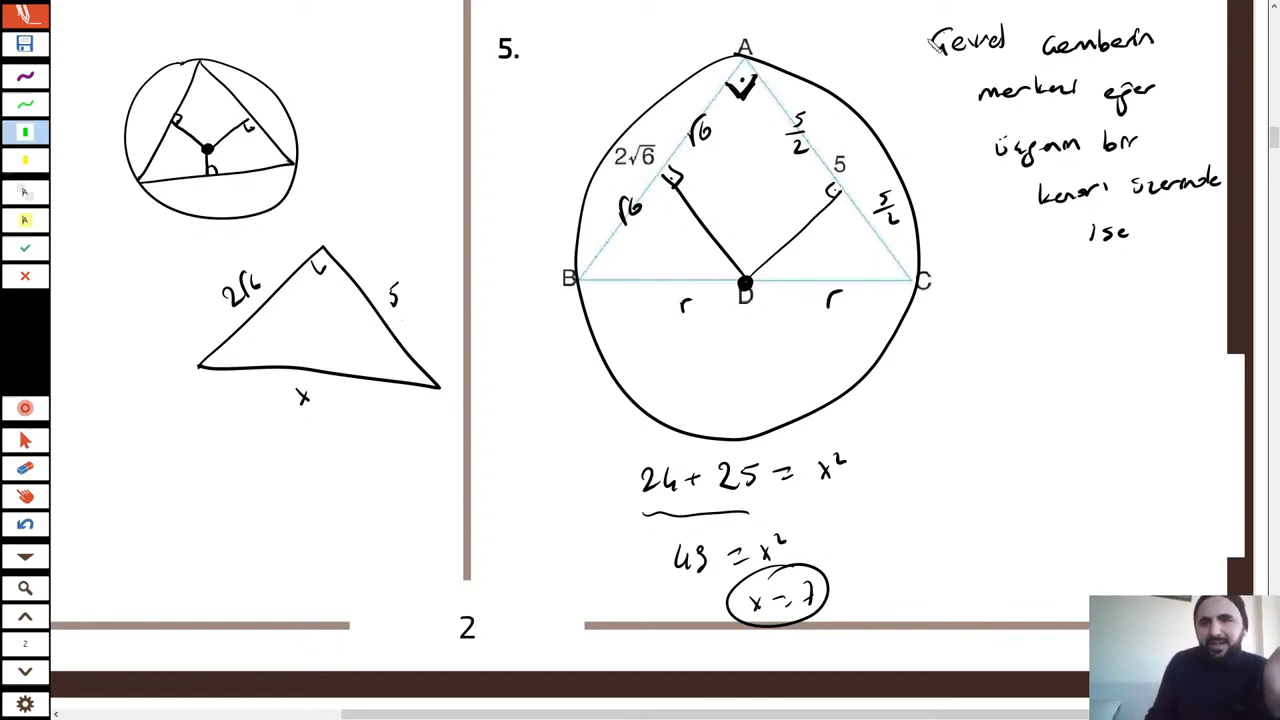 5.
A
Çevrel Çemberin
merkezi eğer
üçgenin bir
kenarı üzerinde
ise
√6
5/2
2√6
5
√6
5/2
B
D
C
r
r
2√6
5
x
24 + 25 = x²
49 = x²
x = 7
2
2